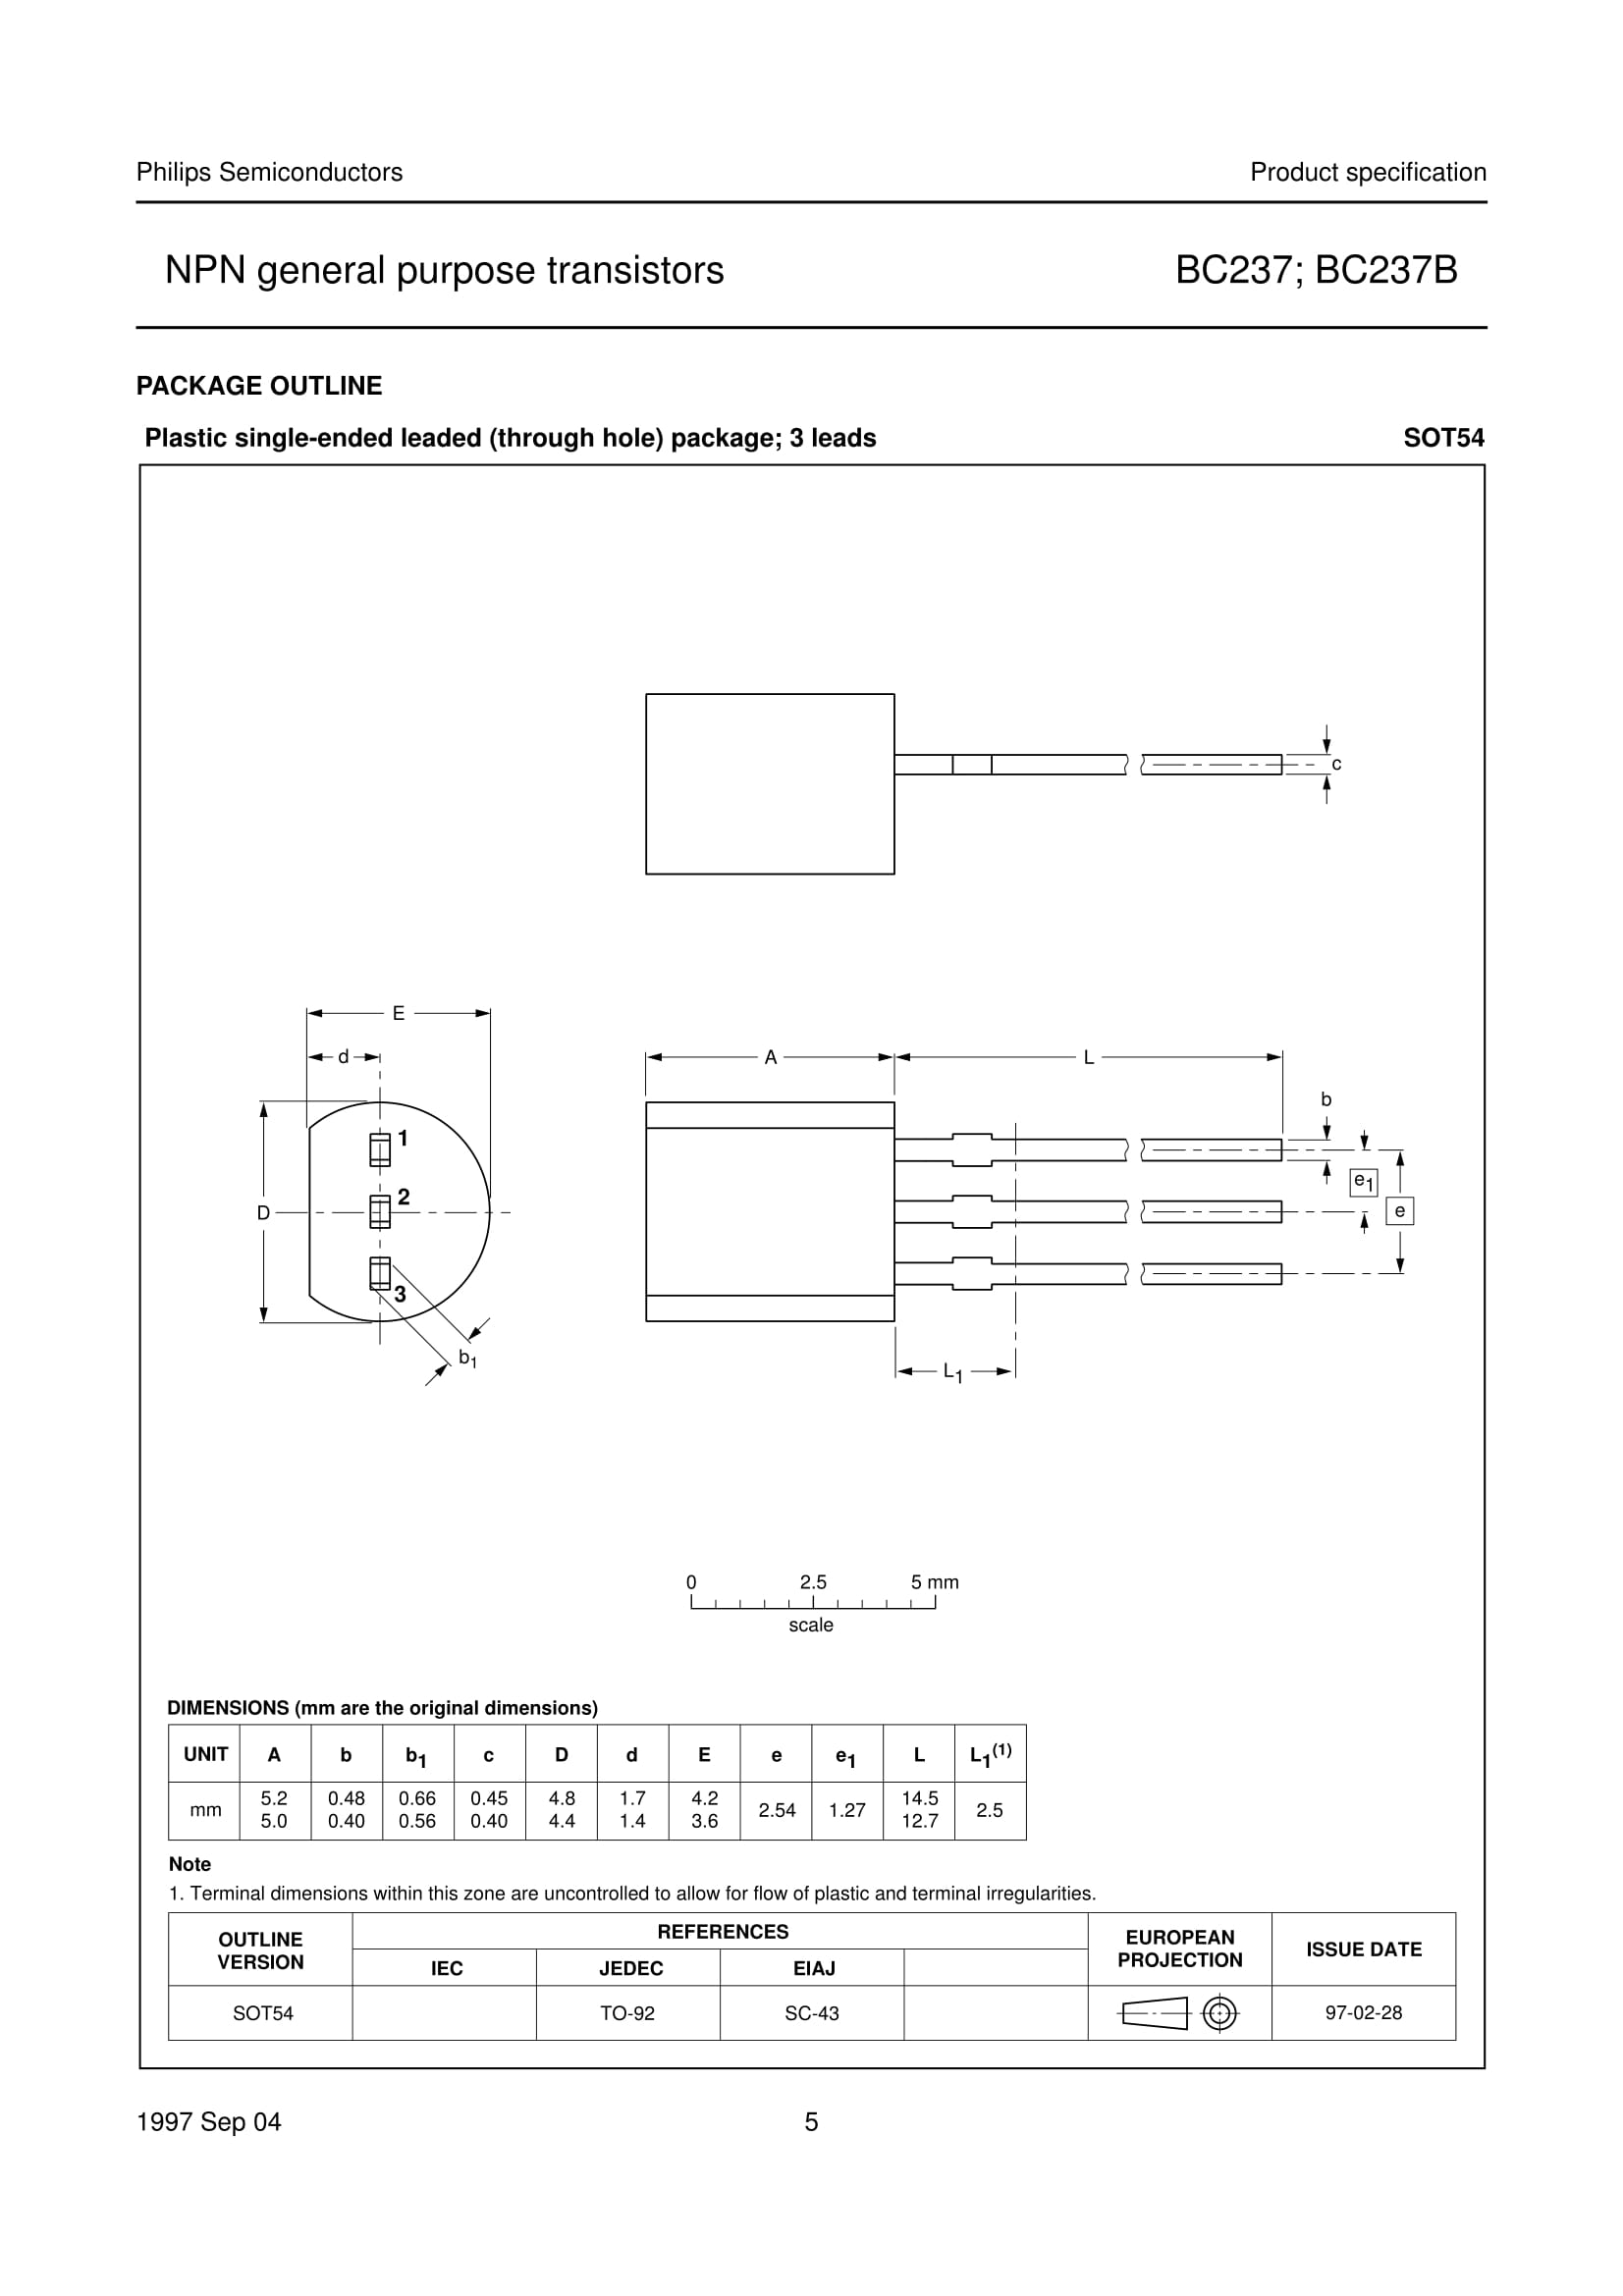 Philips Semiconductors Product specification
NPN general purpose transistors BC237; BC237B
PACKAGE OUTLINE
Plastic single-ended leaded (through hole) package; 3 leads SOT54
c
E
d
A
L
b
1
e1
2
D
e
3
b1
L1
0 2.5 5 mm
scale
DIMENSIONS (mm are the original dimensions)
UNIT A b b1 c D d E e e1 L L1(1)
mm 5.2 0.48 0.66 0.45 4.8 1.7 4.2 2.54 1.27 14.5 2.5
5.0 0.40 0.56 0.40 4.4 1.4 3.6 12.7
Note
1. Terminal dimensions within this zone are uncontrolled to allow for flow of plastic and terminal irregularities.
OUTLINE VERSION REFERENCES EUROPEAN PROJECTION ISSUE DATE
IEC JEDEC EIAJ
SOT54 TO-92 SC-43 97-02-28
1997 Sep 04 5